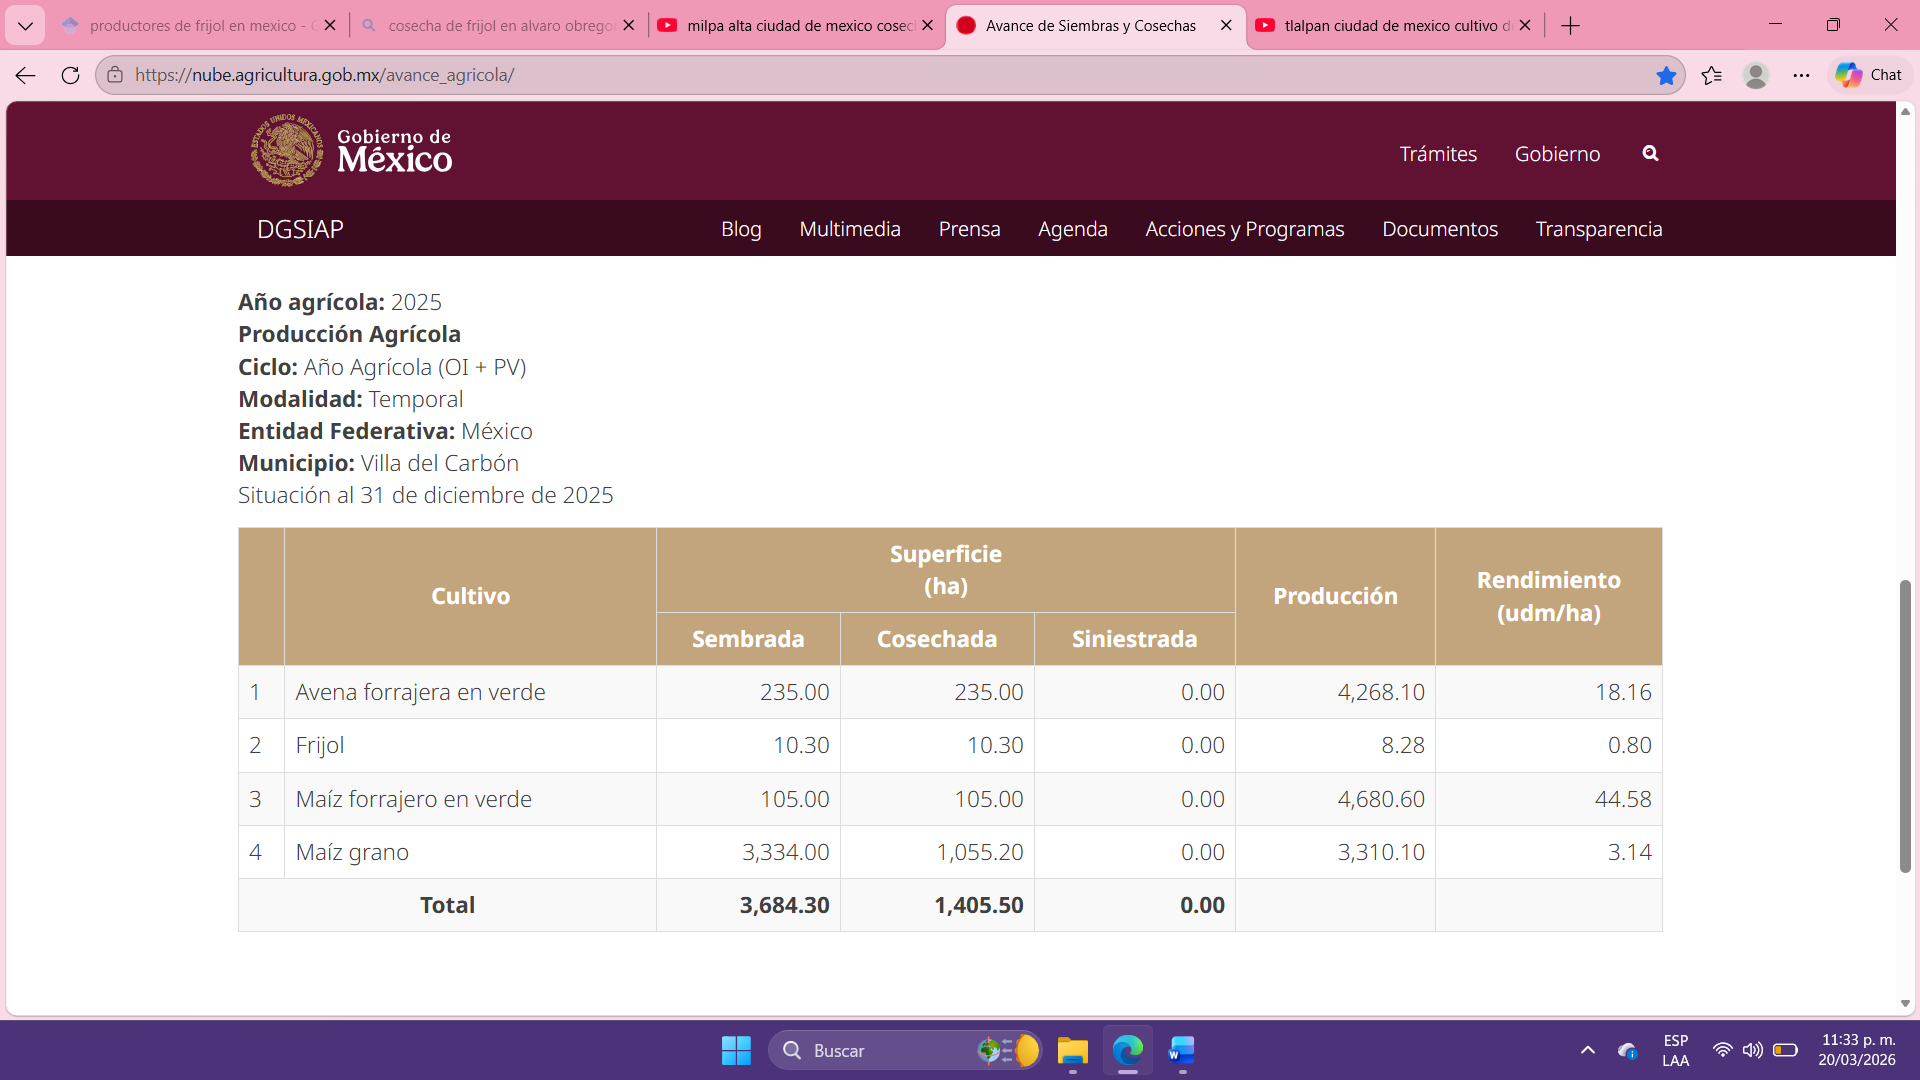 productores de frijol en mexico -
cosecha de frijol en alvaro obrego
milpa alta ciudad de mexico cosec
Avance de Siembras y Cosechas
tlalpan ciudad de mexico cultivo d
https://nube.agricultura.gob.mx/avance_agricola/
Chat
ESTADOS UNIDOS MEXICANOS
Gobierno de
México
Trámites Gobierno
DGSIAP Blog Multimedia Prensa Agenda Acciones y Programas Documentos Transparencia
Año agrícola: 2025
Producción Agrícola
Ciclo: Año Agrícola (OI + PV)
Modalidad: Temporal
Entidad Federativa: México
Municipio: Villa del Carbón
Situación al 31 de diciembre de 2025
Cultivo Superficie (ha) Producción Rendimiento (udm/ha)
Sembrada Cosechada Siniestrada
1 Avena forrajera en verde 235.00 235.00 0.00 4,268.10 18.16
2 Frijol 10.30 10.30 0.00 8.28 0.80
3 Maíz forrajero en verde 105.00 105.00 0.00 4,680.60 44.58
4 Maíz grano 3,334.00 1,055.20 0.00 3,310.10 3.14
Total 3,684.30 1,405.50 0.00
Buscar
ESP
LAA
11:33 p. m.
20/03/2026